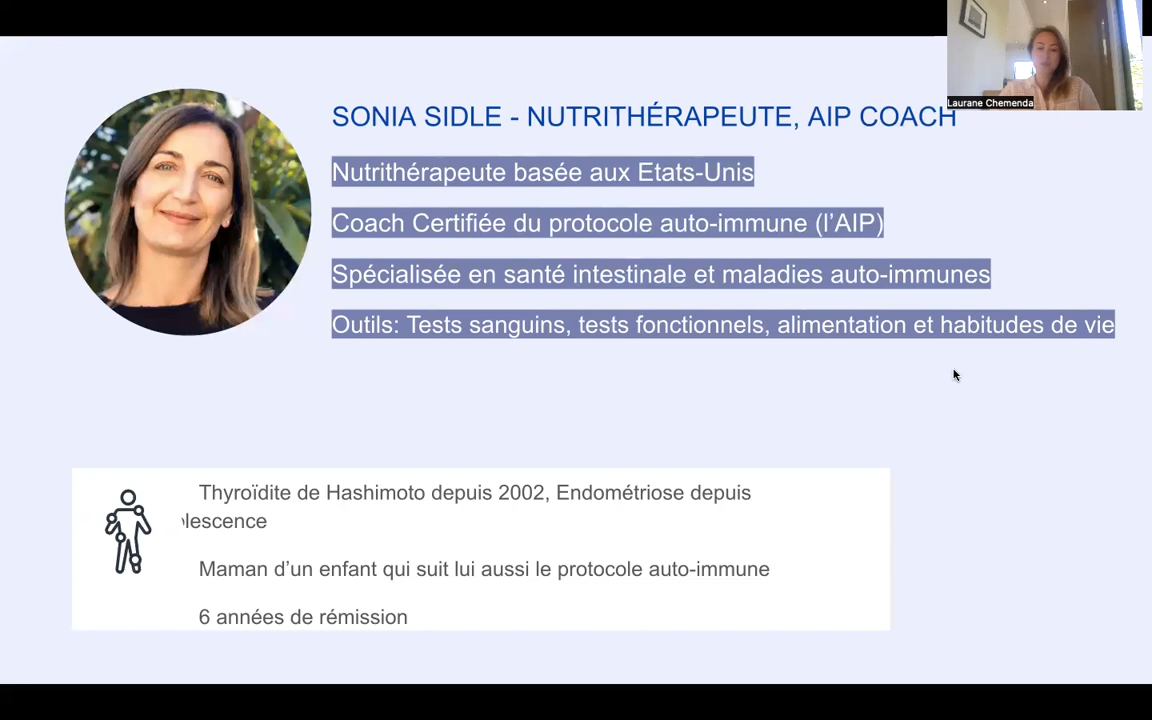 Laurane Chemenda
SONIA SIDLE - NUTRITHÉRAPEUTE, AIP COACH
Nutrithérapeute basée aux Etats-Unis
Coach Certifiée du protocole auto-immune (l’AIP)
Spécialisée en santé intestinale et maladies auto-immunes
Outils: Tests sanguins, tests fonctionnels, alimentation et habitudes de vie
Thyroïdite de Hashimoto depuis 2002, Endométriose depuis
lescence
Maman d’un enfant qui suit lui aussi le protocole auto-immune
6 années de rémission